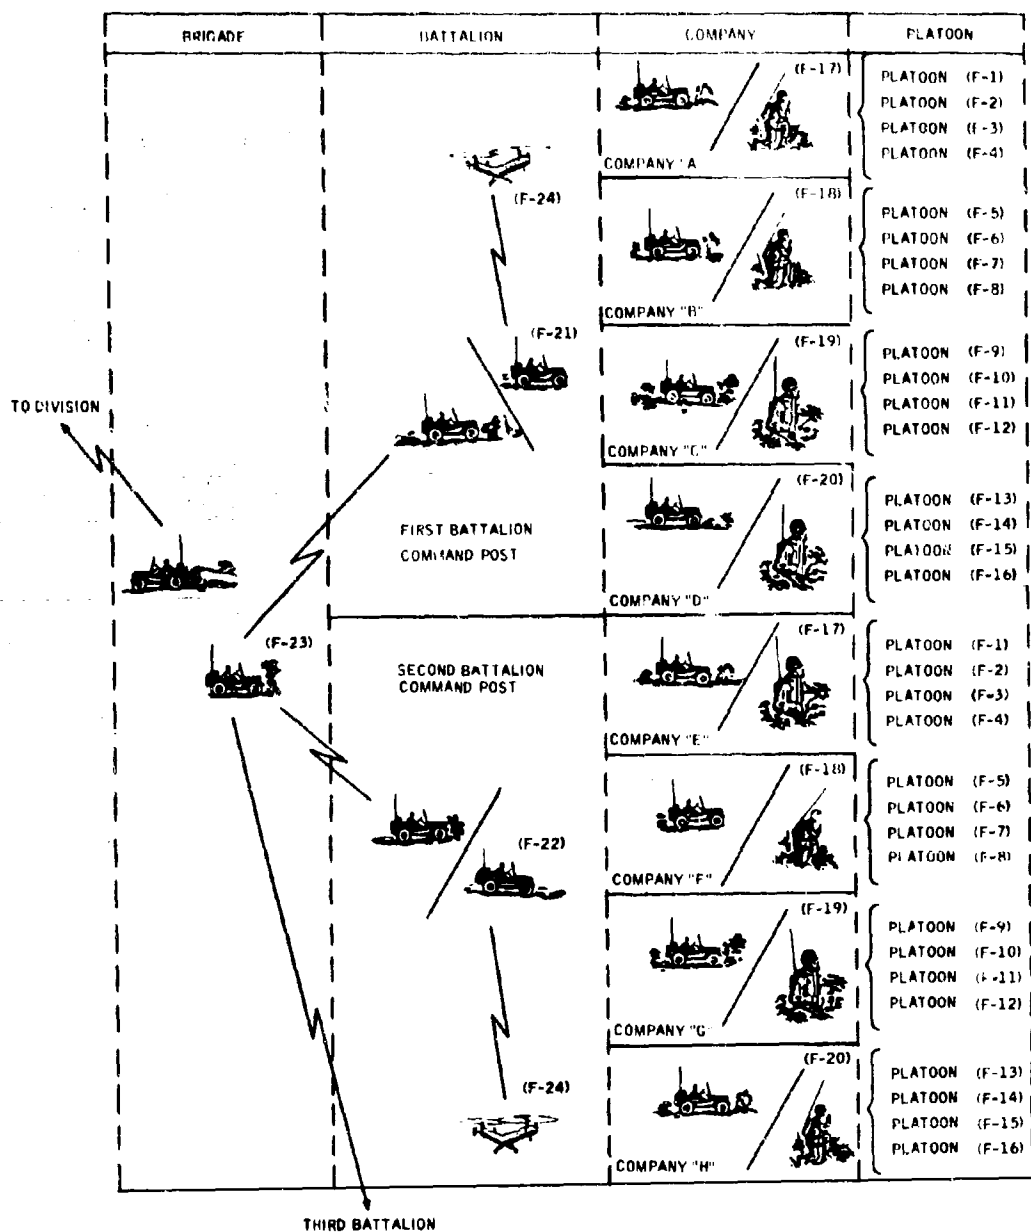 BRIGADE BATTALION COMPANY PLATOON
(F-17)
COMPANY "A
PLATOON (F-1)
PLATOON (F-2)
PLATOON (F-3)
PLATOON (F-4)
(F-24)
(F-18)
COMPANY "B"
PLATOON (F-5)
PLATOON (F-6)
PLATOON (F-7)
PLATOON (F-8)
(F-21)
(F-19)
COMPANY "C"
PLATOON (F-9)
PLATOON (F-10)
PLATOON (F-11)
PLATOON (F-12)
TO DIVISION
FIRST BATTALION
COMMAND POST
(F-20)
COMPANY "D"
PLATOON (F-13)
PLATOON (F-14)
PLATOON (F-15)
PLATOON (F-16)
(F-23)
SECOND BATTALION
COMMAND POST
(F-17)
COMPANY "E"
PLATOON (F-1)
PLATOON (F-2)
PLATOON (F-3)
PLATOON (F-4)
(F-22)
(F-18)
COMPANY "F"
PLATOON (F-5)
PLATOON (F-6)
PLATOON (F-7)
PLATOON (F-8)
(F-19)
COMPANY "G"
PLATOON (F-9)
PLATOON (F-10)
PLATOON (F-11)
PLATOON (F-12)
(F-24)
(F-20)
COMPANY "H"
PLATOON (F-13)
PLATOON (F-14)
PLATOON (F-15)
PLATOON (F-16)
THIRD BATTALION